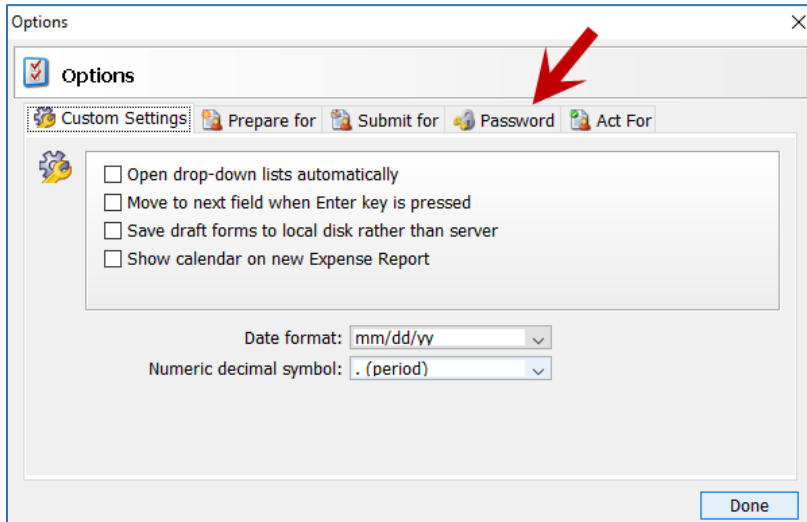 Options
Options
Custom Settings Prepare for Submit for Password Act For
Open drop-down lists automatically
Move to next field when Enter key is pressed
Save draft forms to local disk rather than server
Show calendar on new Expense Report
Date format: mm/dd/yy
Numeric decimal symbol: . (period)
Done